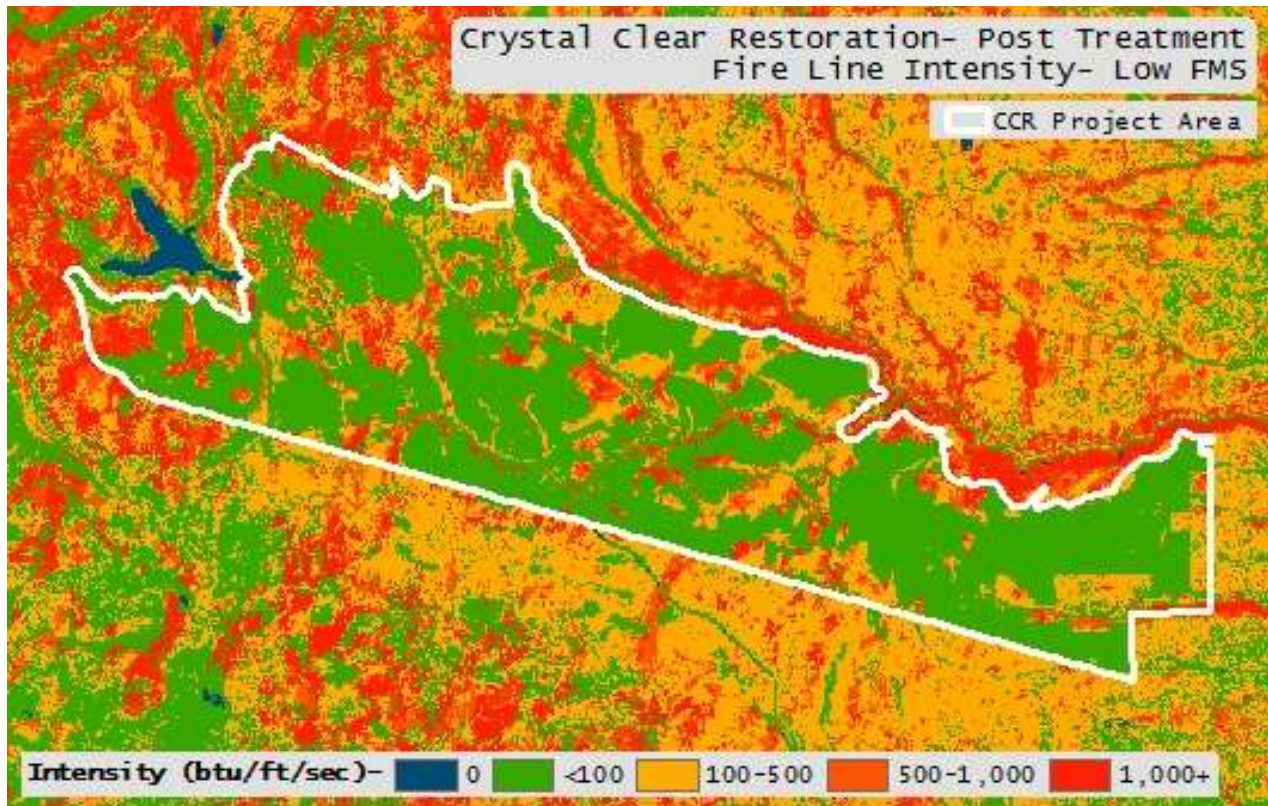 Crystal Clear Restoration- Post Treatment
Fire Line Intensity- Low FMS
CCR Project Area
Intensity (btu/ft/sec)- 0 <100 100-500 500-1,000 1,000+